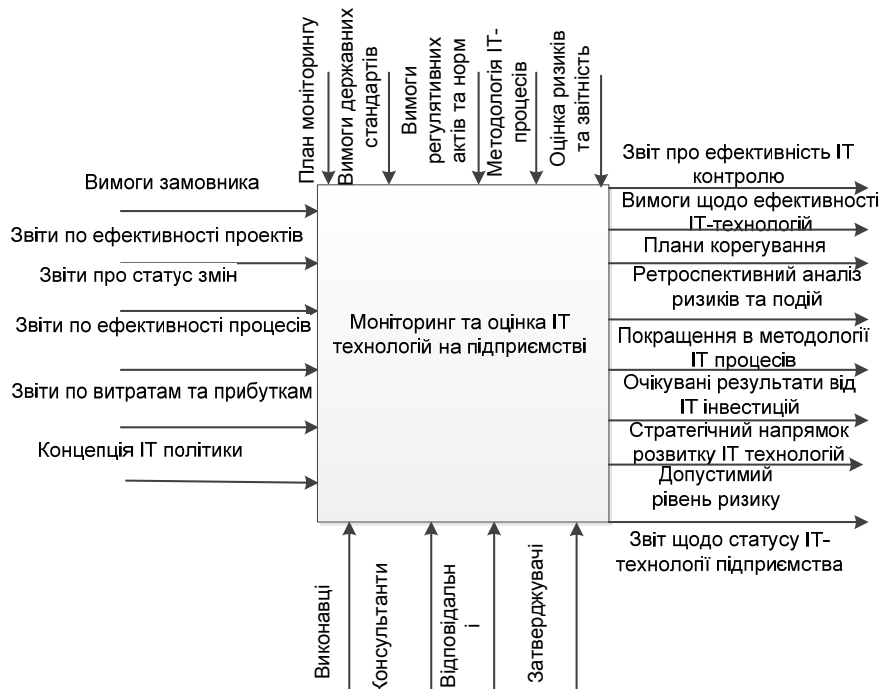 План моніторингу
Вимоги державних
стандартів
Вимоги
регулятивних
актів та норм
Методологія ІТ-
процесів
Оцінка ризиків
та звітність
Вимоги замовника
Звіти по ефективності проектів
Звіти про статус змін
Звіти по ефективності процесів
Звіти по витратам та прибуткам
Концепція ІТ політики
Моніторинг та оцінка ІТ
технологій на підприємстві
Звіт про ефективність ІТ
контролю
Вимоги щодо ефективності
ІТ-технологій
Плани корегування
Ретроспективний аналіз
ризиків та подій
Покращення в методології
ІТ процесів
Очікувані результати від
ІТ інвестицій
Стратегічний напрямок
розвитку ІТ технологій
Допустимий
рівень ризику
Звіт щодо статусу ІТ-
технології підприємства
Виконавці
Консультанти
Відповідальн
і
Затверджувачі